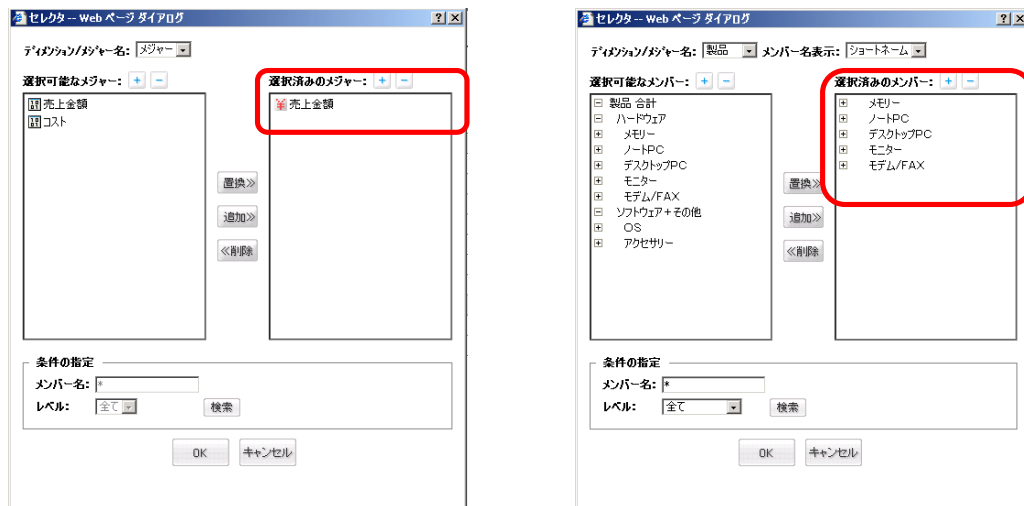 セレクタ -- Web ページ ダイアログ
ディメンション/メジャー名: メジャー
選択可能なメジャー: + -
選択済みのメジャー: + -
売上金額
コスト
売上金額
置換≫
追加≫
≪削除
条件の指定
メンバー名: *
レベル: 全て 検索
OK キャンセル
セレクタ -- Web ページ ダイアログ
ディメンション/メジャー名: 製品 メンバー名表示: ショートネーム
選択可能なメンバー: + -
選択済みのメンバー: + -
製品 合計
ハードウェア
メモリー
ノートPC
デスクトップPC
モニター
モデム/FAX
ソフトウェア+その他
OS
アクセサリー
メモリー
ノートPC
デスクトップPC
モニター
モデム/FAX
置換≫
追加≫
≪削除
条件の指定
メンバー名: *
レベル: 全て 検索
OK キャンセル